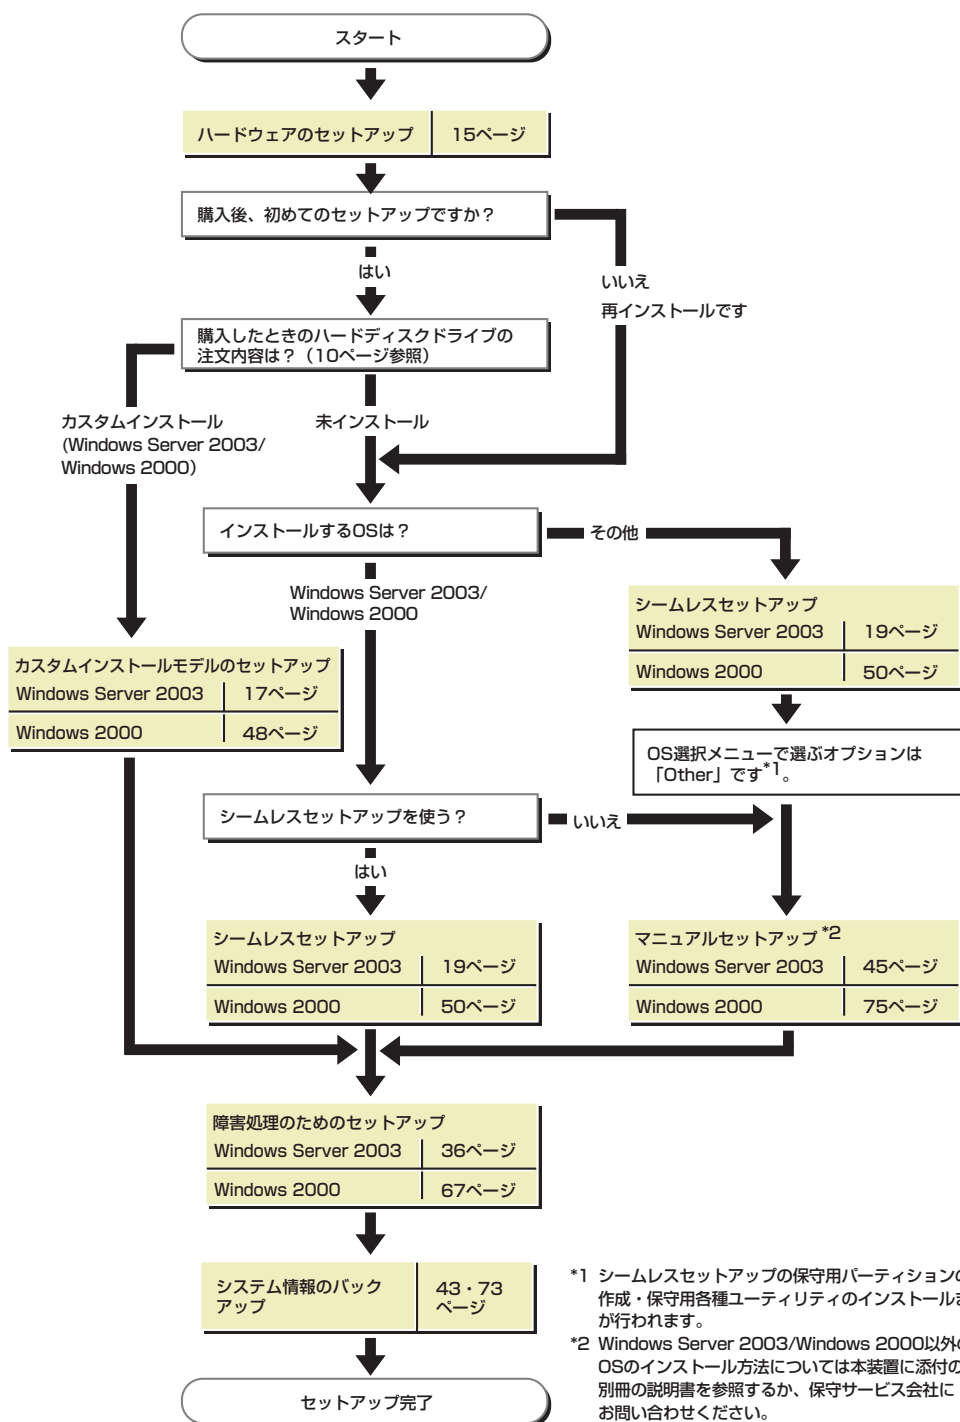 スタート
ハードウェアのセットアップ
15ページ
購入後、初めてのセットアップですか？
はい
いいえ
再インストールです
購入したときのハードディスクドライブの
注文内容は？（10ページ参照）
カスタムインストール
(Windows Server 2003/
Windows 2000)
未インストール
インストールするOSは？
その他
Windows Server 2003/
Windows 2000
シームレスセットアップ
Windows Server 2003 19ページ
Windows 2000 50ページ
カスタムインストールモデルのセットアップ
Windows Server 2003 17ページ
Windows 2000 48ページ
OS選択メニューで選ぶオプションは
「Other」です*1。
シームレスセットアップを使う？
いいえ
はい
シームレスセットアップ
Windows Server 2003 19ページ
Windows 2000 50ページ
マニュアルセットアップ *2
Windows Server 2003 45ページ
Windows 2000 75ページ
障害処理のためのセットアップ
Windows Server 2003 36ページ
Windows 2000 67ページ
システム情報のバック
アップ
43・73
ページ
セットアップ完了
*1 シームレスセットアップの保守用パーティションの
作成・保守用各種ユーティリティのインストールま
が行われます。
*2 Windows Server 2003/Windows 2000以外の
OSのインストール方法については本装置に添付の
別冊の説明書を参照するか、保守サービス会社に
お問い合わせください。